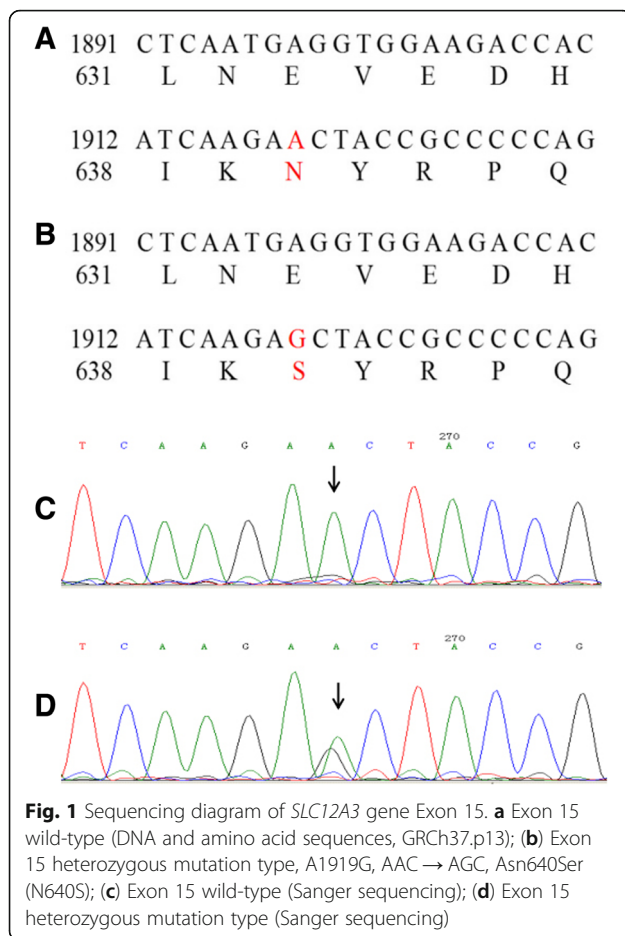 A
1891 CTCAATGAGGTGGAAGACCAC
631 L N E V E D H
1912 ATCAAGAACTACCGCCCCCAG
638 I K N Y R P Q
B
1891 CTCAATGAGGTGGAAGACCAC
631 L N E V E D H
1912 ATCAAGAGCTACCGCCCCCAG
638 I K S Y R P Q
270
T C A A G A A C T A C C G
C
270
T C A A G A A C T A C C G
D
Fig. 1 Sequencing diagram of SLC12A3 gene Exon 15. a Exon 15
wild-type (DNA and amino acid sequences, GRCh37.p13); (b) Exon
15 heterozygous mutation type, A1919G, AAC → AGC, Asn640Ser
(N640S); (c) Exon 15 wild-type (Sanger sequencing); (d) Exon 15
heterozygous mutation type (Sanger sequencing)